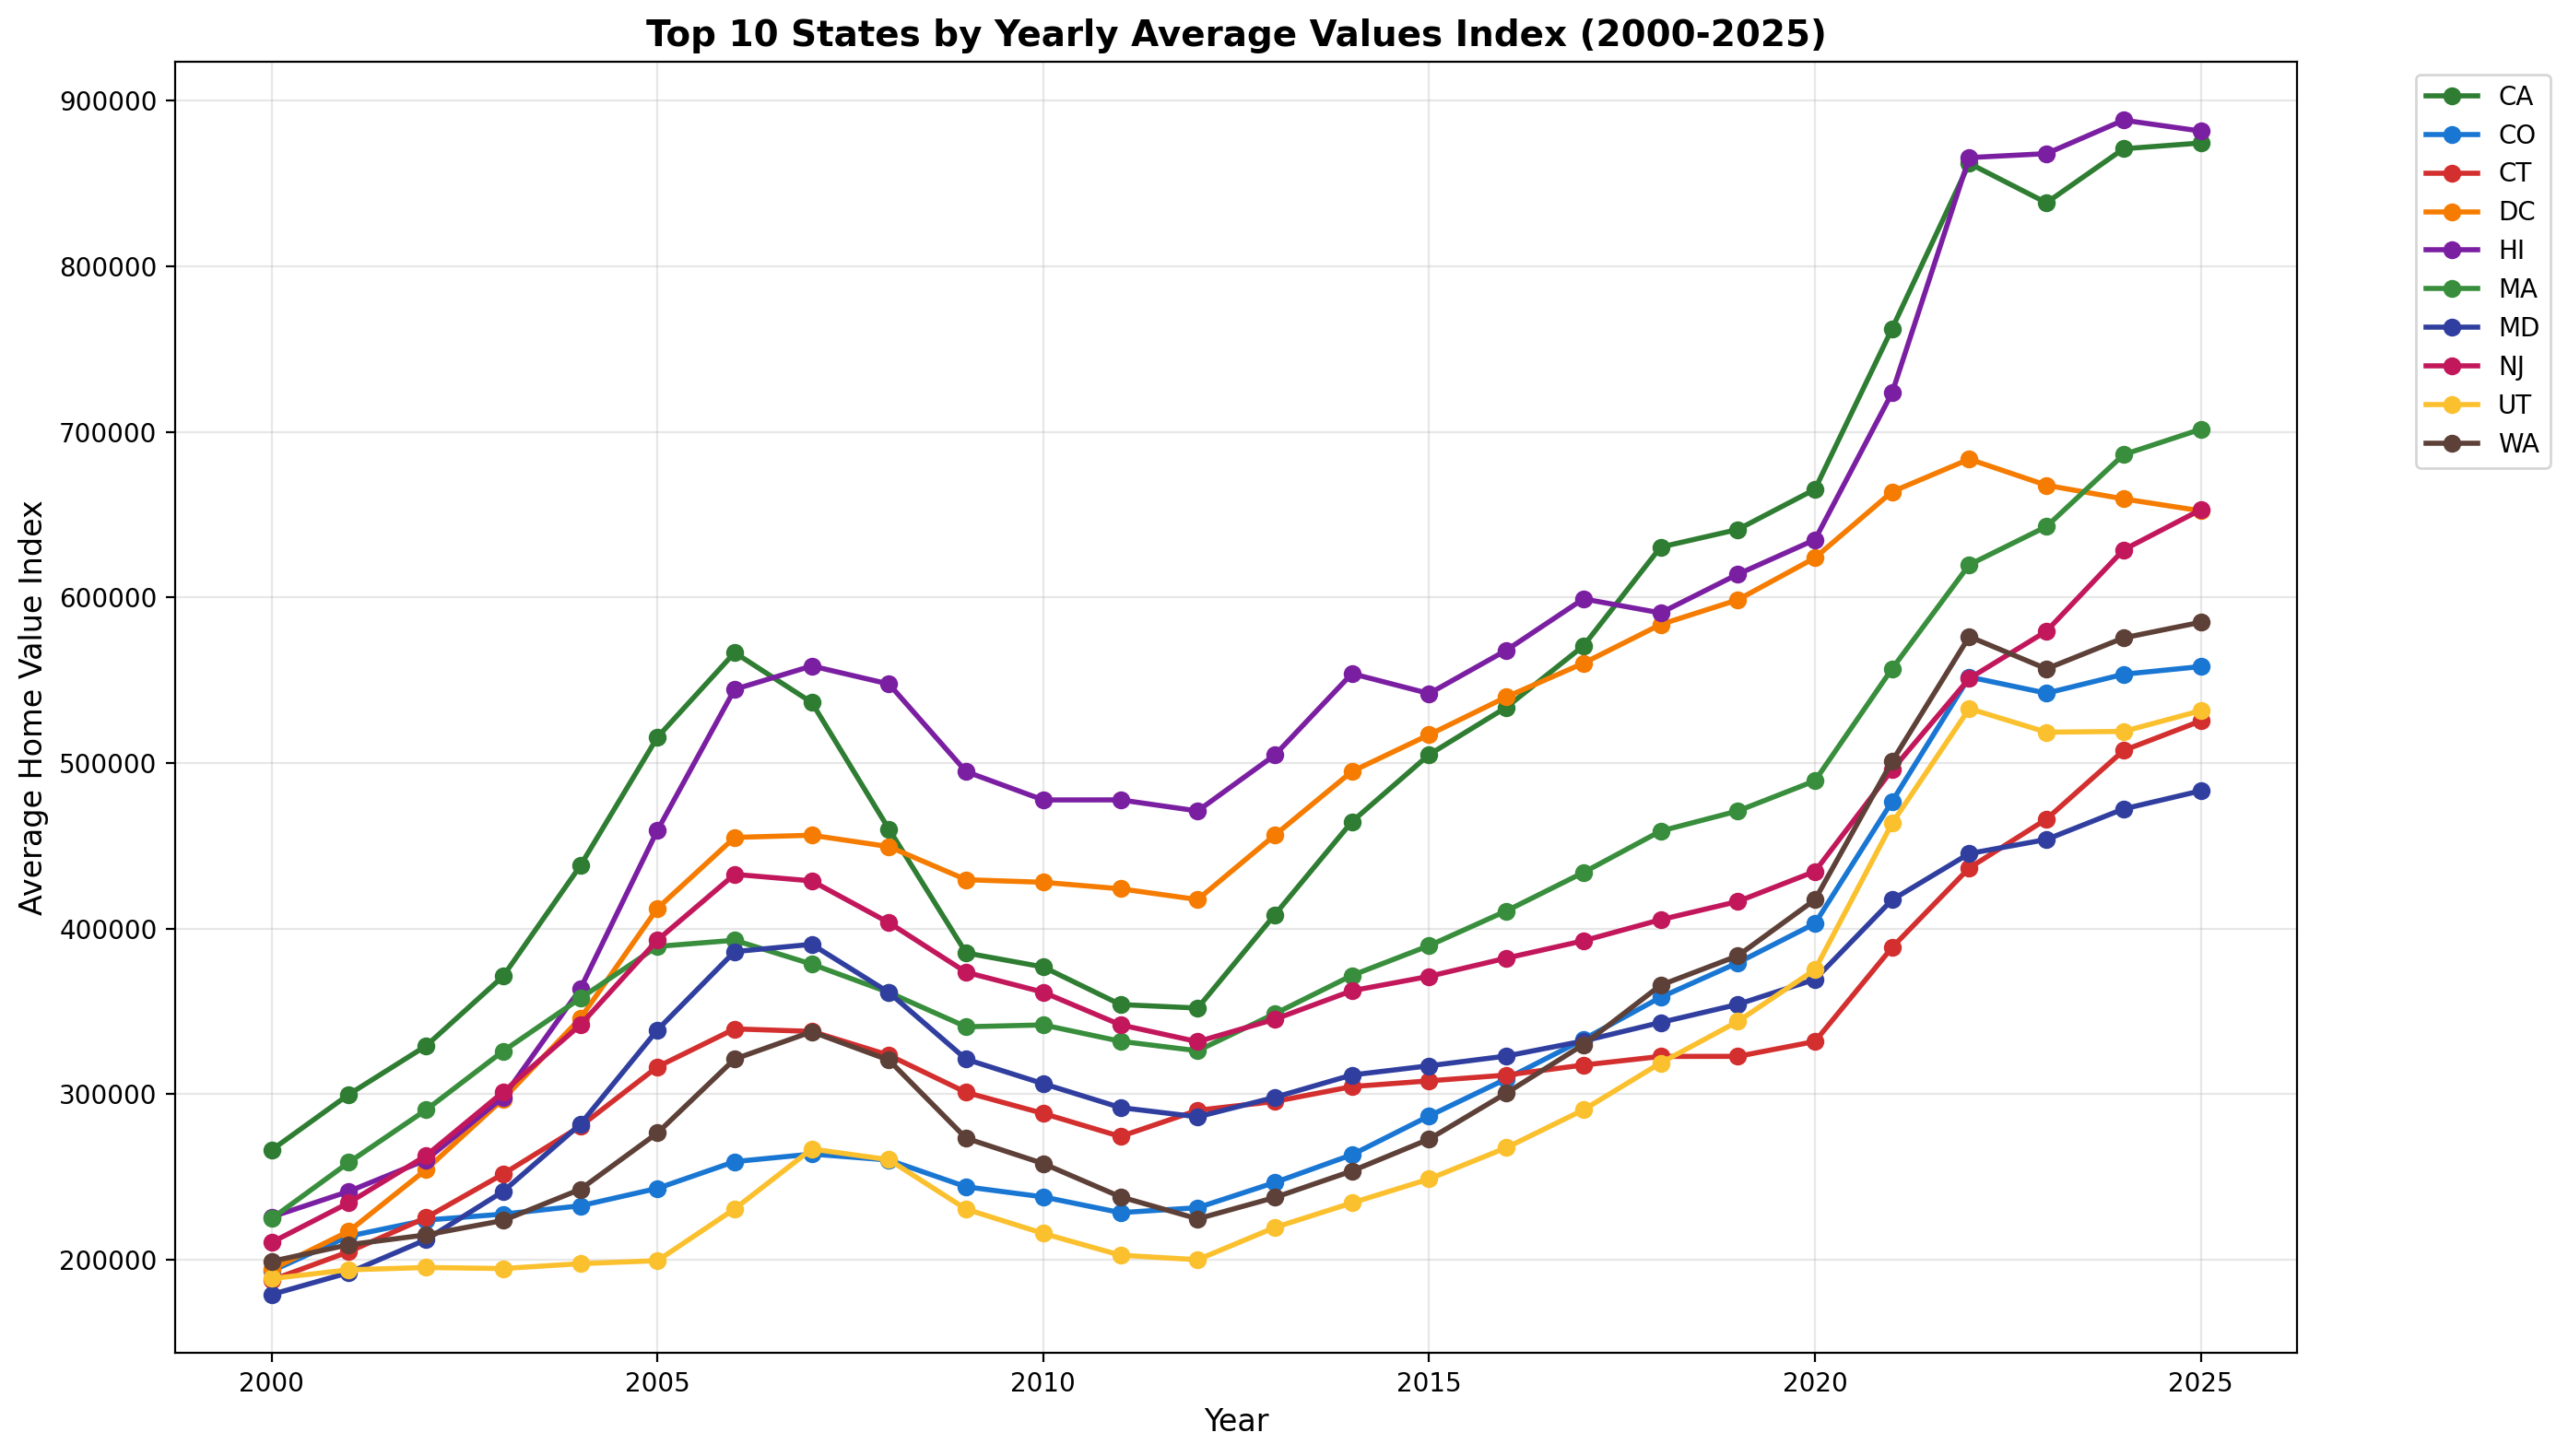 Top 10 States by Yearly Average Values Index (2000-2025)
Average Home Value Index
900000
800000
700000
600000
500000
400000
300000
200000
2000 2005 2010 2015 2020 2025
Year
CA
CO
CT
DC
HI
MA
MD
NJ
UT
WA